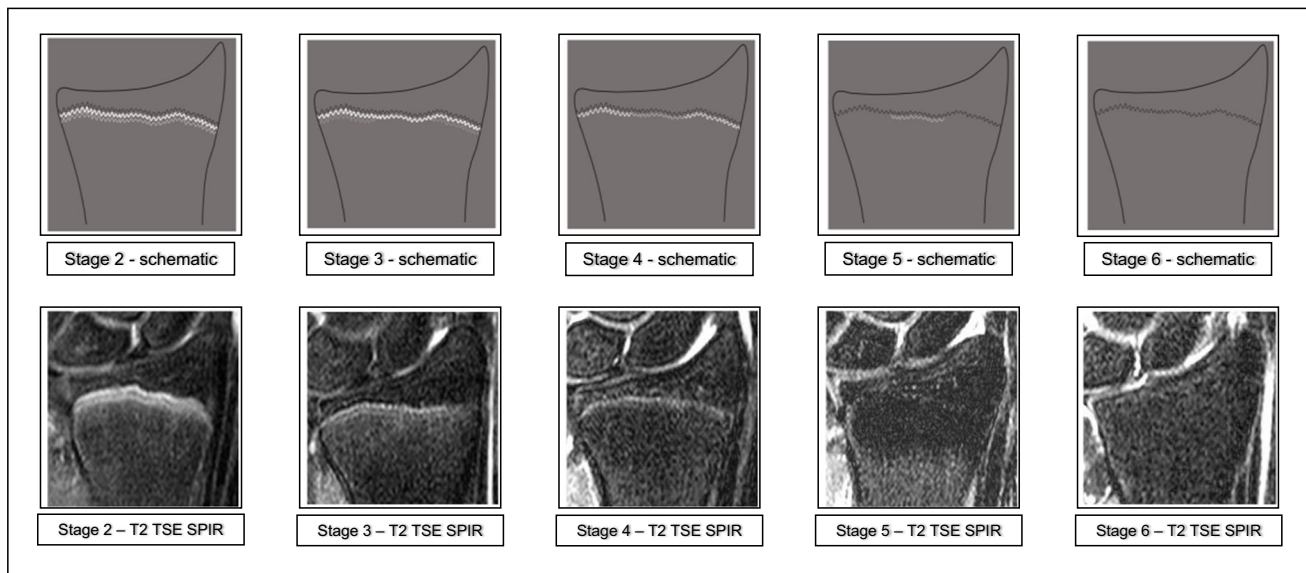 Stage 2 - schematic
Stage 3 - schematic
Stage 4 - schematic
Stage 5 - schematic
Stage 6 - schematic
Stage 2 – T2 TSE SPIR
Stage 3 – T2 TSE SPIR
Stage 4 – T2 TSE SPIR
Stage 5 – T2 TSE SPIR
Stage 6 – T2 TSE SPIR